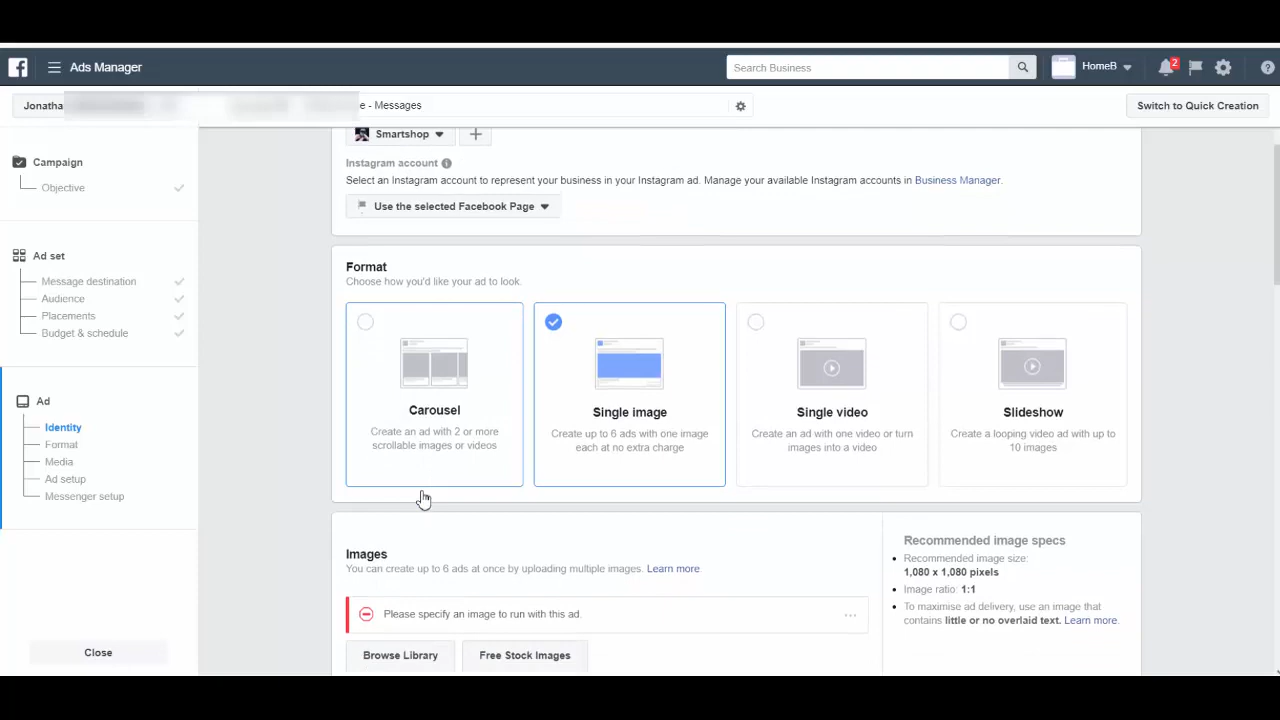 Ads Manager
Search Business
HomeB
2
Jonatha
e - Messages
Switch to Quick Creation
Campaign
Objective
Ad set
Message destination
Audience
Placements
Budget & schedule
Ad
Identity
Format
Media
Ad setup
Messenger setup
Close
Smartshop
Instagram account
Select an Instagram account to represent your business in your Instagram ad. Manage your available Instagram accounts in Business Manager.
Use the selected Facebook Page
Format
Choose how you'd like your ad to look.
Carousel
Create an ad with 2 or more
scrollable images or videos
Single image
Create up to 6 ads with one image
each at no extra charge
Single video
Create an ad with one video or turn
images into a video
Slideshow
Create a looping video ad with up to
10 images
Images
You can create up to 6 ads at once by uploading multiple images. Learn more
Please specify an image to run with this ad.
Browse Library
Free Stock Images
Recommended image specs
Recommended image size:
1,080 x 1,080 pixels
Image ratio: 1:1
To maximise ad delivery, use an image that
contains little or no overlaid text. Learn more.